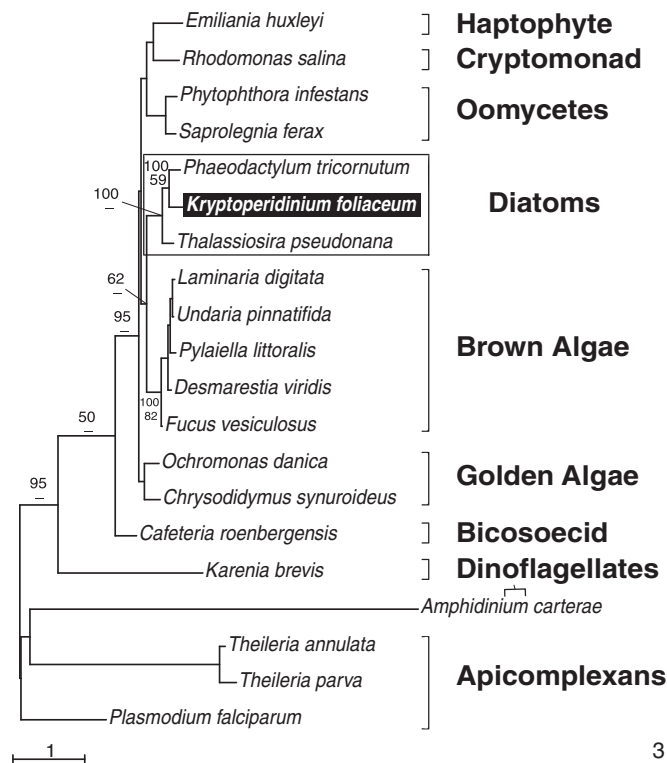 Emiliania huxleyi
Haptophyte
Rhodomonas salina
Cryptomonad
Phytophthora infestans
Oomycetes
Saprolegnia ferax
100
59
Phaeodactylum tricornutum
100
–
Kryptoperidinium foliaceum
Diatoms
Thalassiosira pseudonana
62
–
Laminaria digitata
95
–
Undaria pinnatifida
Pylaiella littoralis
Brown Algae
Desmarestia viridis
100
82
50
–
Fucus vesiculosus
Ochromonas danica
Golden Algae
95
–
Chrysodidymus synuroideus
Cafeteria roenbergensis
Bicosoecid
Karenia brevis
Dinoflagellates
Amphidinium carterae
Theileria annulata
Apicomplexans
Theileria parva
Plasmodium falciparum
1
3